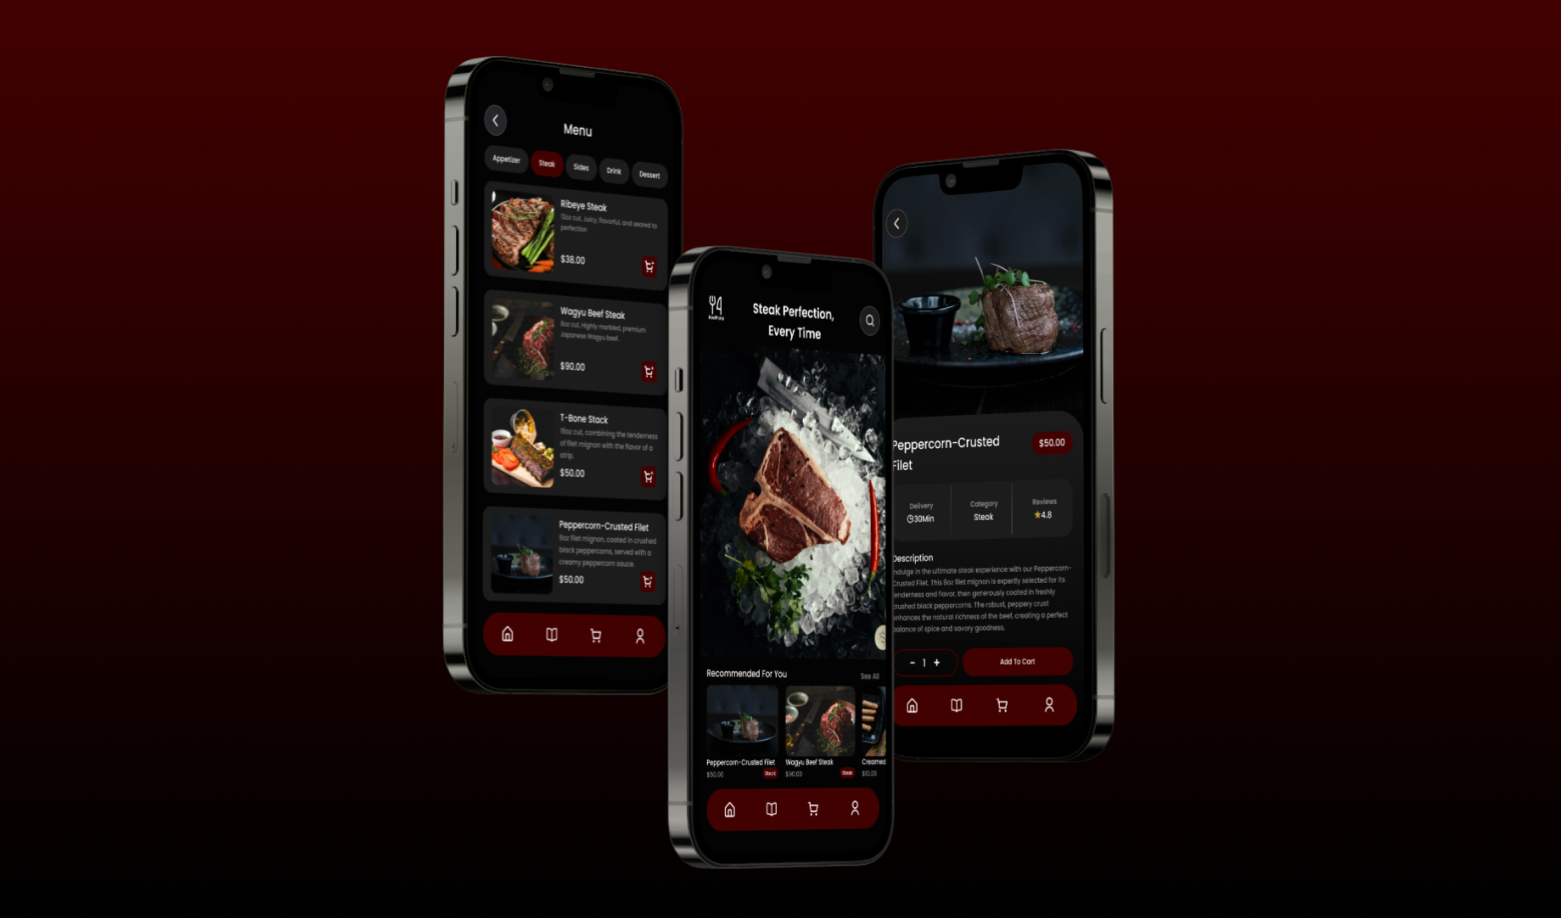 Menu
Appetizer
Steak
Sides
Drink
Dessert
Ribeye Steak
12oz cut, Juicy, flavorful, and seared to
perfection
$38.00
Wagyu Beef Steak
8oz cut, Highly marbled, premium
Japanese Wagyu beef.
$90.00
T-Bone Stack
16oz cut, combining the tenderness
of filet mignon with the flavor of a
strip.
$50.00
Peppercorn-Crusted Filet
8oz filet mignon, coated in crushed
black peppercorns, served with a
creamy peppercorn sauce.
$50.00
Steak Perfection,
Every Time
Recommended For You
See All
Peppercorn-Crusted Filet
$50.00
Steak
Wagyu Beef Steak
$90.00
Steak
Creamed
$10.00
Peppercorn-Crusted
Filet
$50.00
Delivery
30Min
Category
Steak
Reviews
4.8
Description
Indulge in the ultimate steak experience with our Peppercorn-
Crusted Filet. This 8oz filet mignon is expertly selected for its
tenderness and flavor, then generously coated in freshly
crushed black peppercorns. The robust, peppery crust
enhances the natural richness of the beef, creating a perfect
balance of spice and savory goodness.
- 1 +
Add To Cart